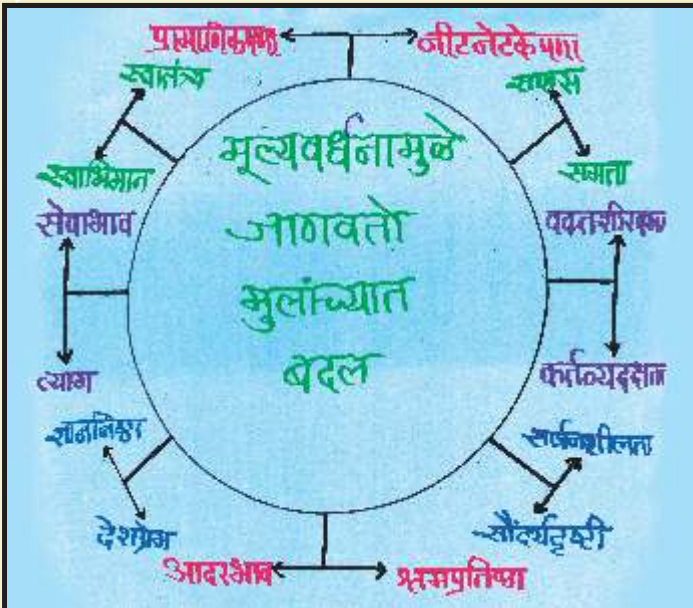 प्रामाणिकपणा
नीटनेटकेपणा
स्वातंत्र्य
स्वाभिमान
समता
मूल्यवर्धनामुळे
जाणवतो
मुलांच्यात
बदल
सेवाभाव
त्याग
वक्तशीरपणा
कर्तव्यदक्षता
ज्ञाननिष्ठा
देशप्रेम
सर्जनशीलता
सौंदर्यदृष्टी
आदरभाव
श्रमप्रतिष्ठा